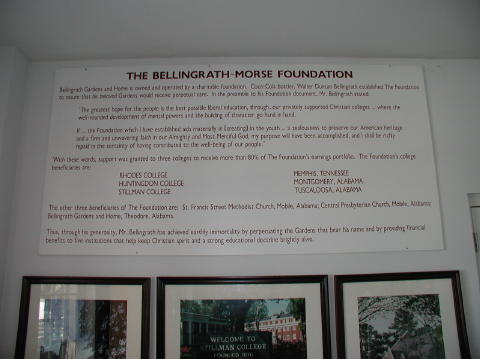 THE BELLINGRATH-MORSE FOUNDATION
Bellingrath Gardens and Home is owned and operated by a charitable foundation. Coca-Cola bottler, Walter Duncan Bellingrath established The Foundation
to assure that his beloved Gardens would receive perpetual care. In the preamble to his Foundation document, Mr. Bellingrath stated:
"The greatest hope for the people is the best possible liberal education, through...our privately supported Christian colleges ... where the
well-rounded development of mental powers and the building of character go hand in hand.
If ... the Foundation which I have established aids materially in [creating] in the youth ... a zealousness to preserve our American heritage
and a firm and unwavering faith in our Almighty and Most Merciful God, my purpose will have been accomplished, and I shall be richly
repaid in the certainty of having contributed to the well-being of our people."
With these words, support was granted to three colleges to receive more than 80% of The Foundation's earnings portfolio. The Foundation's college
beneficiaries are:
RHODES COLLEGE MEMPHIS, TENNESSEE
HUNTINGDON COLLEGE MONTGOMERY, ALABAMA
STILLMAN COLLEGE TUSCALOOSA, ALABAMA
The other three beneficiaries of The Foundation are: St. Francis Street Methodist Church, Mobile, Alabama; Central Presbyterian Church, Mobile, Alabama;
Bellingrath Gardens and Home, Theodore, Alabama.
Thus, through his generosity, Mr. Bellingrath has achieved earthly immortality by perpetuating the Gardens that bear his name and by providing financial
benefits to five institutions that help keep Christian spirit and a strong educational doctrine brightly alive.
WELCOME TO
STILLMAN COLLEGE
FOUNDED 1876